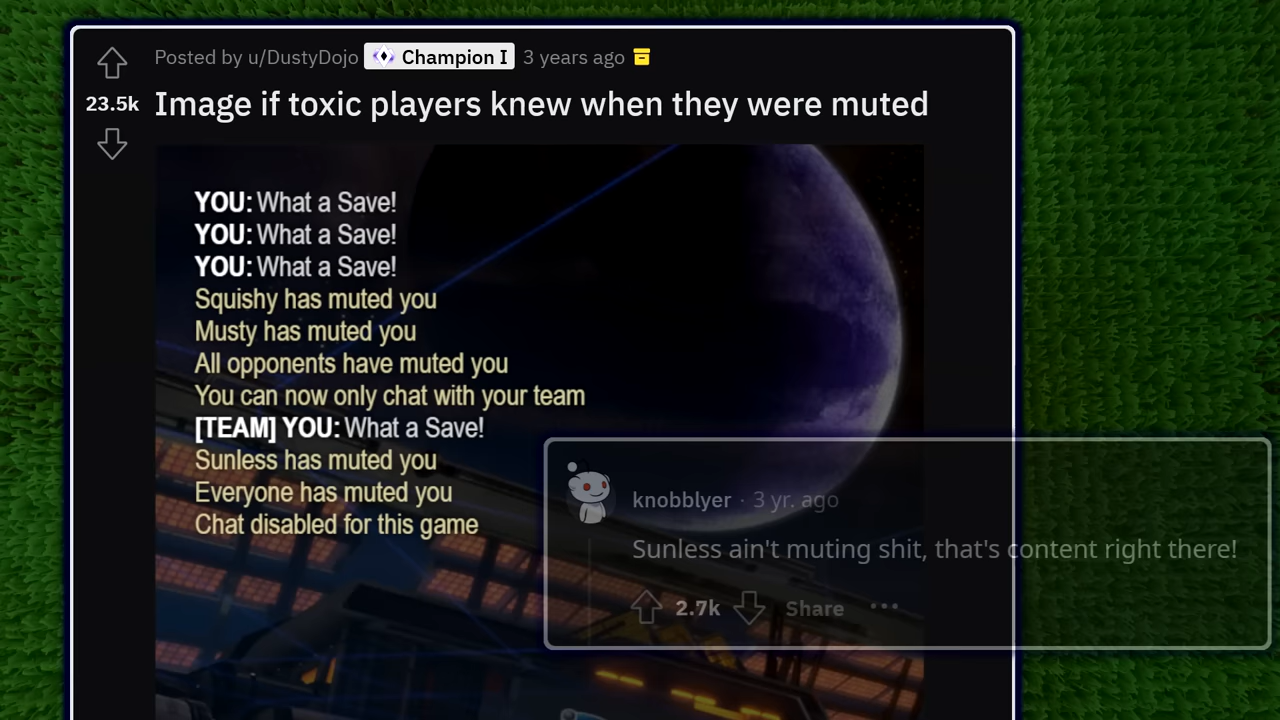 Posted by u/DustyDojo Champion I 3 years ago
23.5k
Image if toxic players knew when they were muted
YOU: What a Save!
YOU: What a Save!
YOU: What a Save!
Squishy has muted you
Musty has muted you
All opponents have muted you
You can now only chat with your team
[TEAM] YOU: What a Save!
Sunless has muted you
Everyone has muted you
Chat disabled for this game
knobblyer · 3 yr. ago
Sunless ain't muting shit, that's content right there!
2.7k Share ···